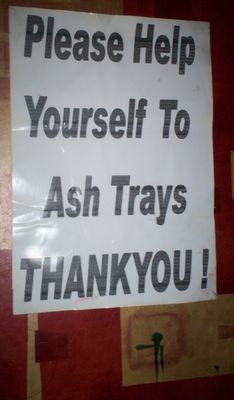 Please Help
Yourself To
Ash Trays
THANKYOU !